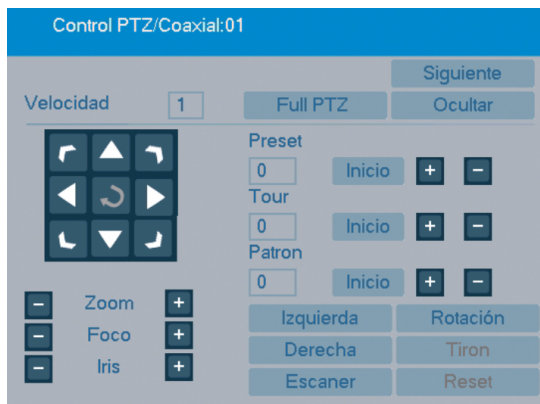 Control PTZ/Coaxial:01
Siguiente
Velocidad 1 Full PTZ Ocultar
Preset
0 Inicio + -
Tour
0 Inicio + -
Patron
0 Inicio + -
- Zoom +
- Foco +
- Iris +
Izquierda Rotación
Derecha Tiron
Escaner Reset